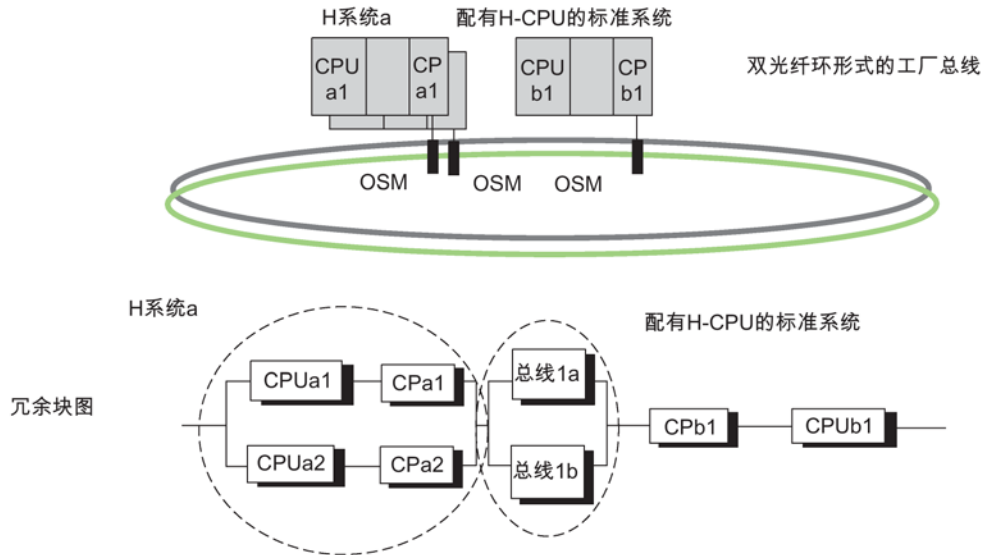 H系统a
配有H-CPU的标准系统
双光纤环形式的工厂总线
CPU
a1
CP
a1
CPU
b1
CP
b1
OSM
OSM
OSM
H系统a
配有H-CPU的标准系统
冗余块图
CPUa1
CPa1
总线1a
CPb1
CPUb1
CPUa2
CPa2
总线1b